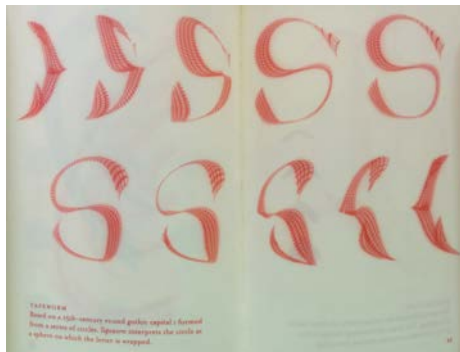 TAPEWORM
Based on a 15th-century round gothic capital s formed
from a series of circles. Tapeworm interprets the circle as
a sphere on which the letter is wrapped.